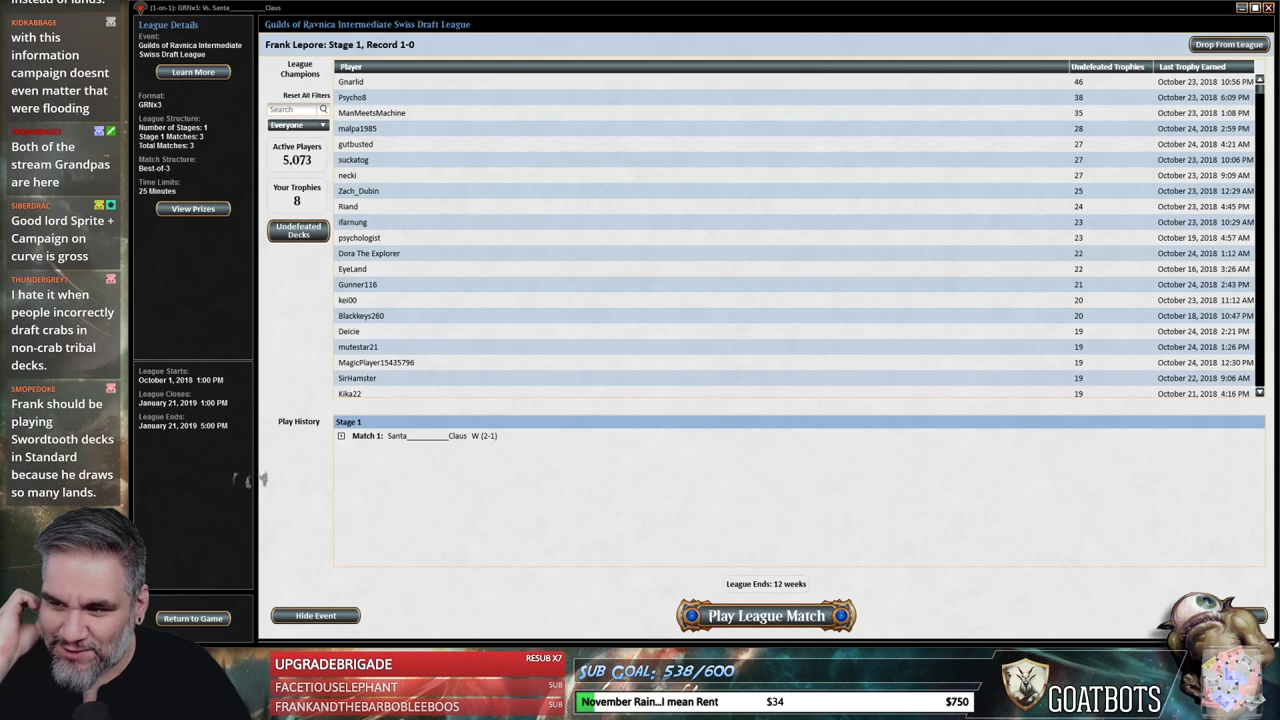 instead of lands.
KIDKABBAGE
with this
information
campaign doesnt
even matter that
were flooding
Both of the
stream Grandpas
are here
SIBERDRAC
Good lord Sprite +
Campaign on
curve is gross
THUNDERGREY7
I hate it when
people incorrectly
draft crabs in
non-crab tribal
decks.
SMOPEDOKE
Frank should be
playing
Swordtooth decks
in Standard
because he draws
so many lands.
(1-on-1): GRNx3: Vs. Santa__________Claus
League Details
Event:
Guilds of Ravnica Intermediate
Swiss Draft League
Learn More
Format:
GRNx3
League Structure:
Number of Stages: 1
Stage 1 Matches: 3
Total Matches: 3
Match Structure:
Best-of-3
Time Limits:
25 Minutes
View Prizes
League Starts:
October 1, 2018 1:00 PM
League Closes:
January 21, 2019 1:00 PM
League Ends:
January 21, 2019 5:00 PM
Return to Game
Guilds of Ravnica Intermediate Swiss Draft League
Frank Lepore: Stage 1, Record 1-0
Drop From League
League
Champions
Reset All Filters
Search
Everyone
Active Players
5,073
Your Trophies
8
Undefeated
Decks
Player Undefeated Trophies Last Trophy Earned
Gnarlid 46 October 23, 2018 10:56 PM
Psycho8 38 October 23, 2018 6:09 PM
ManMeetsMachine 35 October 23, 2018 1:08 PM
malpa1985 28 October 24, 2018 2:59 PM
gutbusted 27 October 24, 2018 4:21 AM
suckatog 27 October 23, 2018 10:06 PM
necki 27 October 23, 2018 9:09 AM
Zach_Dubin 25 October 23, 2018 12:29 AM
Riand 24 October 23, 2018 4:45 PM
ifarnung 23 October 23, 2018 10:29 AM
psychologist 23 October 19, 2018 4:57 AM
Dora The Explorer 22 October 24, 2018 1:12 AM
EyeLand 22 October 16, 2018 3:26 AM
Gunner116 21 October 24, 2018 2:43 PM
kei00 20 October 23, 2018 11:12 AM
Blackkeys260 20 October 18, 2018 10:47 PM
Deicie 19 October 24, 2018 2:21 PM
mutestar21 19 October 24, 2018 1:26 PM
MagicPlayer15435796 19 October 24, 2018 12:30 PM
SirHamster 19 October 22, 2018 9:06 AM
Kika22 19 October 21, 2018 4:16 PM
Play History
Stage 1
Match 1: Santa__________Claus W (2-1)
League Ends: 12 weeks
Hide Event
Play League Match
UPGRADEBRIGADE RESUB X7
FACETIOUSELEPHANT SUB
FRANKANDTHEBARBOBLEEBOOS SUB
SUB GOAL: 538/600
November Rain...I mean Rent $34 $750
GOATBOTS